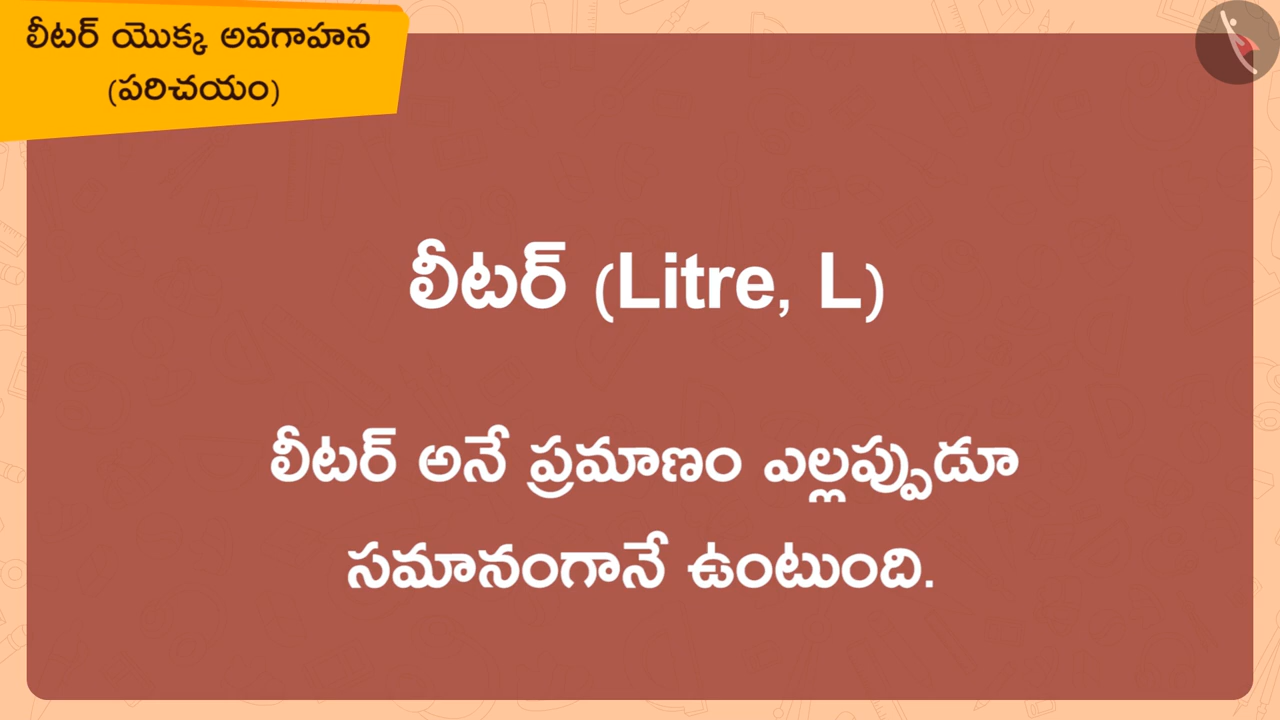 లీటర్ యొక్క అవగాహన
(పరిచయం)
లీటర్ (Litre, L)
లీటర్ అనే ప్రమాణం ఎల్లప్పుడూ
సమానంగానే ఉంటుంది.